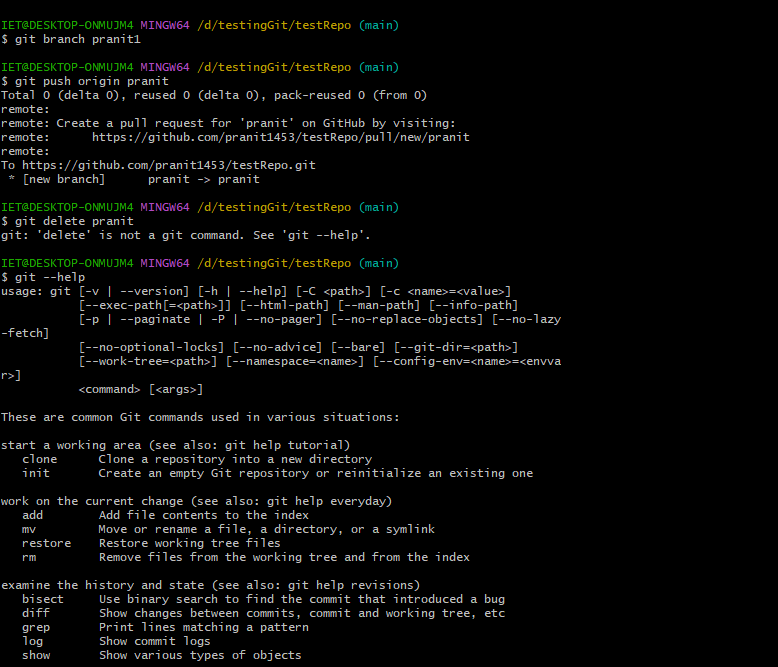 IET@DESKTOP-ONMUJM4 MINGW64 /d/testingGit/testRepo (main)
$ git branch pranit1
IET@DESKTOP-ONMUJM4 MINGW64 /d/testingGit/testRepo (main)
$ git push origin pranit
Total 0 (delta 0), reused 0 (delta 0), pack-reused 0 (from 0)
remote:
remote: Create a pull request for 'pranit' on GitHub by visiting:
remote:      https://github.com/pranit1453/testRepo/pull/new/pranit
remote:
To https://github.com/pranit1453/testRepo.git
 * [new branch]      pranit -> pranit
IET@DESKTOP-ONMUJM4 MINGW64 /d/testingGit/testRepo (main)
$ git delete pranit
git: 'delete' is not a git command. See 'git --help'.
IET@DESKTOP-ONMUJM4 MINGW64 /d/testingGit/testRepo (main)
$ git --help
usage: git [-v | --version] [-h | --help] [-C <path>] [-c <name>=<value>]
           [--exec-path[=<path>]] [--html-path] [--man-path] [--info-path]
           [-p | --paginate | -P | --no-pager] [--no-replace-objects] [--no-lazy
-fetch]
           [--no-optional-locks] [--no-advice] [--bare] [--git-dir=<path>]
           [--work-tree=<path>] [--namespace=<name>] [--config-env=<name>=<envva
r>]
           <command> [<args>]
These are common Git commands used in various situations:
start a working area (see also: git help tutorial)
   clone      Clone a repository into a new directory
   init       Create an empty Git repository or reinitialize an existing one
work on the current change (see also: git help everyday)
   add        Add file contents to the index
   mv         Move or rename a file, a directory, or a symlink
   restore    Restore working tree files
   rm         Remove files from the working tree and from the index
examine the history and state (see also: git help revisions)
   bisect     Use binary search to find the commit that introduced a bug
   diff       Show changes between commits, commit and working tree, etc
   grep       Print lines matching a pattern
   log        Show commit logs
   show       Show various types of objects